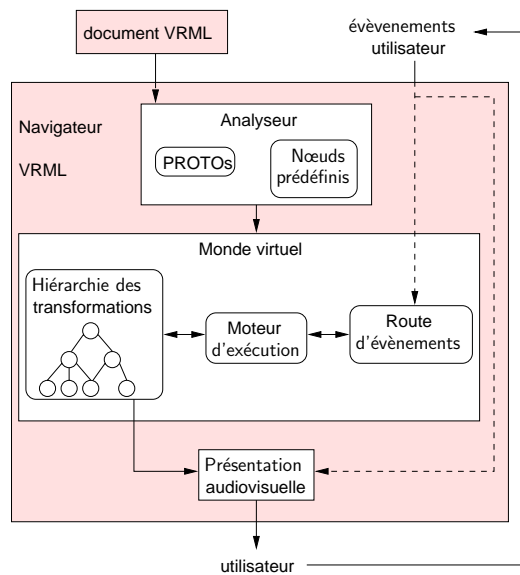 document VRML
évèvenements
utilisateur
Navigateur
VRML
Analyseur
PROTOs
Nœuds
prédéfinis
Monde virtuel
Hiérarchie des
transformations
Moteur
d'exécution
Route
d'évènements
Présentation
audiovisuelle
utilisateur